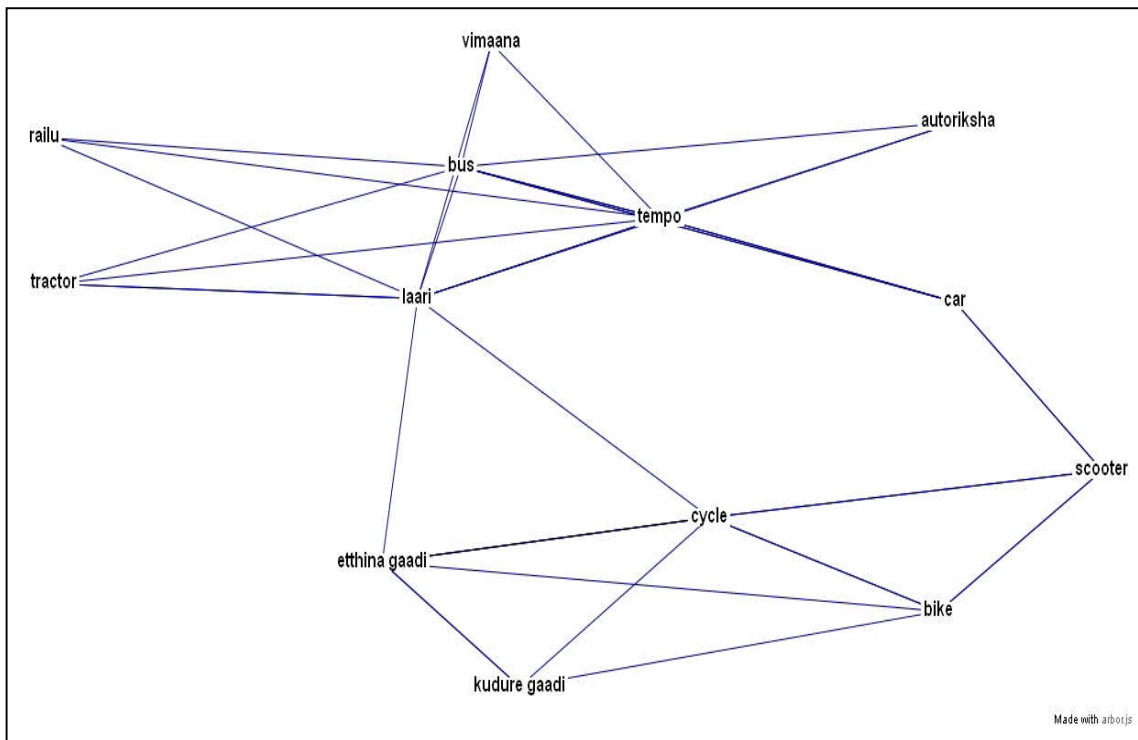 vimaana
autoriksha
railu
bus
tempo
tractor
laari
car
scooter
cycle
etthina gaadi
bike
kudure gaadi
Made with arbor.js